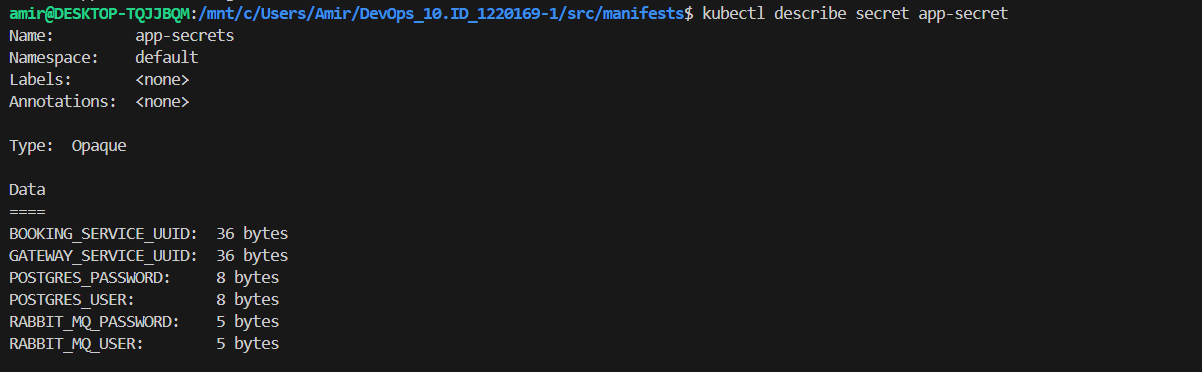 amir@DESKTOP-TQJJBQM:/mnt/c/Users/Amir/DevOps_10.ID_1220169-1/src/manifests$ kubectl describe secret app-secret
Name:         app-secrets
Namespace:    default
Labels:       <none>
Annotations:  <none>

Type:  Opaque

Data
====
BOOKING_SERVICE_UUID:  36 bytes
GATEWAY_SERVICE_UUID:  36 bytes
POSTGRES_PASSWORD:     8 bytes
POSTGRES_USER:         8 bytes
RABBIT_MQ_PASSWORD:    5 bytes
RABBIT_MQ_USER:        5 bytes